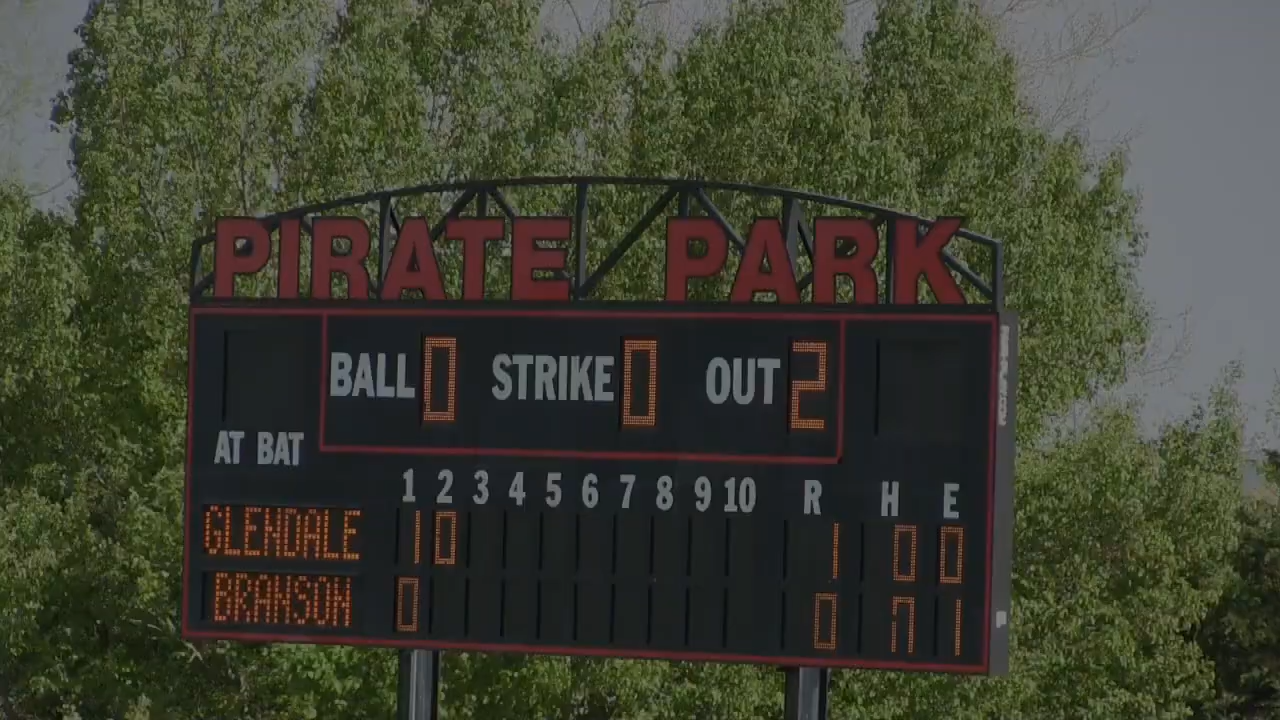 PIRATE PARK
BALL 0 STRIKE 0 OUT 2
AT BAT
1 2 3 4 5 6 7 8 9 10 R H E
GLENDALE 1 0 1 0 0
BRANSON 0 0 1